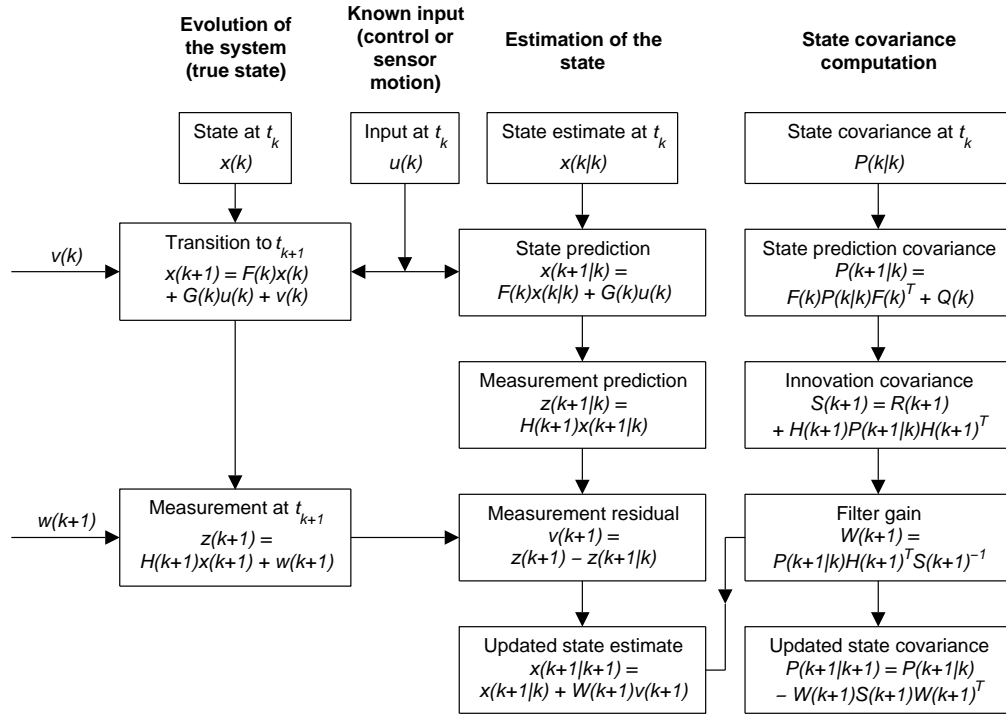 Evolution of
the system
(true state)
Known input
(control or
sensor
motion)
Estimation of the
state
State covariance
computation
State at t_k
x(k)
Input at t_k
u(k)
State estimate at t_k
x(k|k)
State covariance at t_k
P(k|k)
v(k)
Transition to t_{k+1}
x(k+1) = F(k)x(k)
+ G(k)u(k) + v(k)
State prediction
x(k+1|k) =
F(k)x(k|k) + G(k)u(k)
State prediction covariance
P(k+1|k) =
F(k)P(k|k)F(k)^T + Q(k)
Measurement prediction
z(k+1|k) =
H(k+1)x(k+1|k)
Innovation covariance
S(k+1) = R(k+1)
+ H(k+1)P(k+1|k)H(k+1)^T
w(k+1)
Measurement at t_{k+1}
z(k+1) =
H(k+1)x(k+1) + w(k+1)
Measurement residual
v(k+1) =
z(k+1) – z(k+1|k)
Filter gain
W(k+1) =
P(k+1|k)H(k+1)^T S(k+1)^{–1}
Updated state estimate
x(k+1|k+1) =
x(k+1|k) + W(k+1)v(k+1)
Updated state covariance
P(k+1|k+1) = P(k+1|k)
– W(k+1)S(k+1)W(k+1)^T